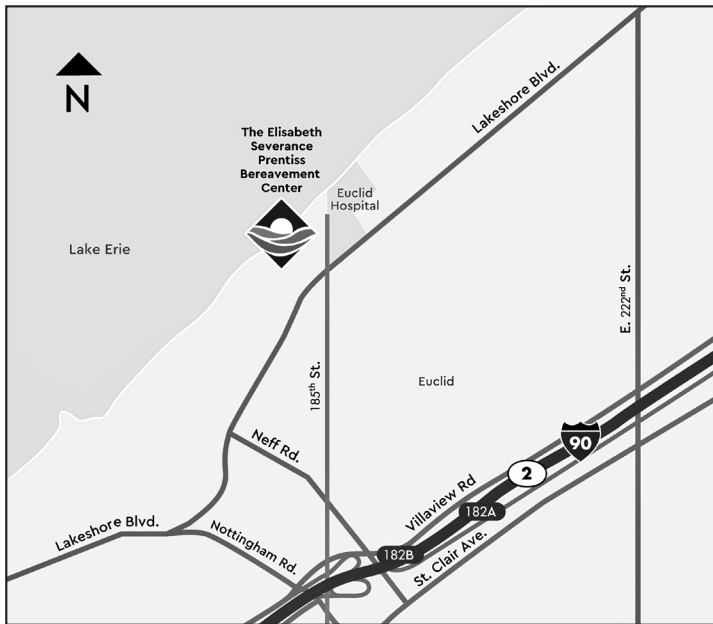 N
Lakeshore Blvd.
The Elisabeth
Severance
Prentiss
Bereavement
Center
Euclid
Hospital
Lake Erie
E. 222nd St.
185th St.
Euclid
Neff Rd.
90
2
Villaview Rd
182A
Lakeshore Blvd.
Nottingham Rd.
182B
St. Clair Ave.